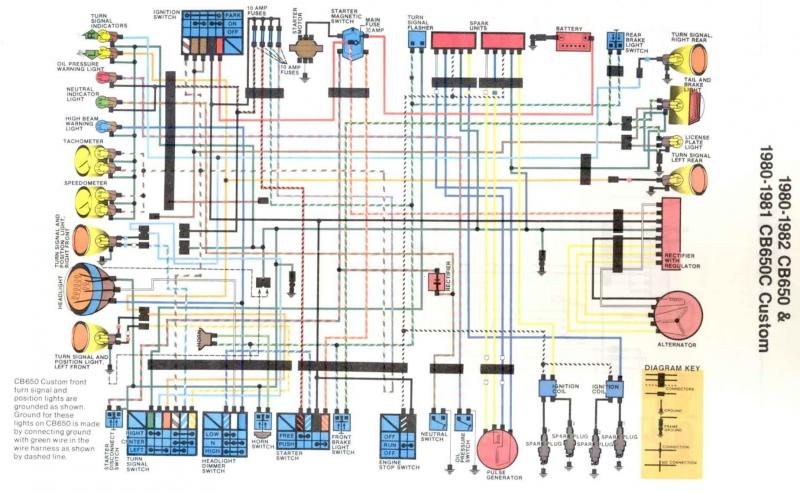 TURN
SIGNAL
INDICATORS
OIL PRESSURE
WARNING LIGHT
NEUTRAL
INDICATOR
LIGHT
HIGH BEAM
WARNING
LIGHT
TACHOMETER
SPEEDOMETER
TURN SIGNAL AND
POSITION LIGHT,
RIGHT FRONT
HEADLIGHT
TURN SIGNAL AND
POSITION LIGHT,
LEFT FRONT
IGNITION
SWITCH
PARK
ON
OFF
10 AMP
FUSES
10 AMP
FUSES
STARTER
MOTOR
STARTER
MAGNETIC
SWITCH
MAIN
FUSE
30 AMP
TURN
SIGNAL
FLASHER
SPARK
UNITS
BATTERY
REAR
BRAKE
LIGHT
SWITCH
TURN SIGNAL,
RIGHT REAR
TAIL AND
BRAKE
LIGHT
LICENSE
PLATE
LIGHT
TURN SIGNAL
LEFT REAR
RECTIFIER
WITH
REGULATOR
ALTERNATOR
RECTIFIER
1980-1982 CB650 &
1980-1981 CB650C Custom
DIAGRAM KEY
CONNECTORS
GROUND
FRAME
GROUND
CONNECTION
NO CONNECTION
CB650 Custom front
turn signal and
position lights are
grounded as shown.
Ground for these
lights on CB650 is made
by connecting ground
with green wire in the
wire harness as shown
by dashed line.
STARTER
DISCONNECT
SWITCH
RIGHT
LEFT
TURN
SIGNAL
SWITCH
LOW
HIGH
HEADLIGHT
DIMMER
SWITCH
HORN
HORN
SWITCH
FREE
PUSH
STARTER
SWITCH
FRONT
BRAKE
LIGHT
SWITCH
OFF
RUN
OFF
ENGINE
STOP SWITCH
NEUTRAL
SWITCH
OIL
PRESSURE
SWITCH
PULSE
GENERATOR
IGNITION
COIL
IGNITION
COIL
SPARK PLUG
SPARK PLUG
SPARK PLUG
SPARK PLUG